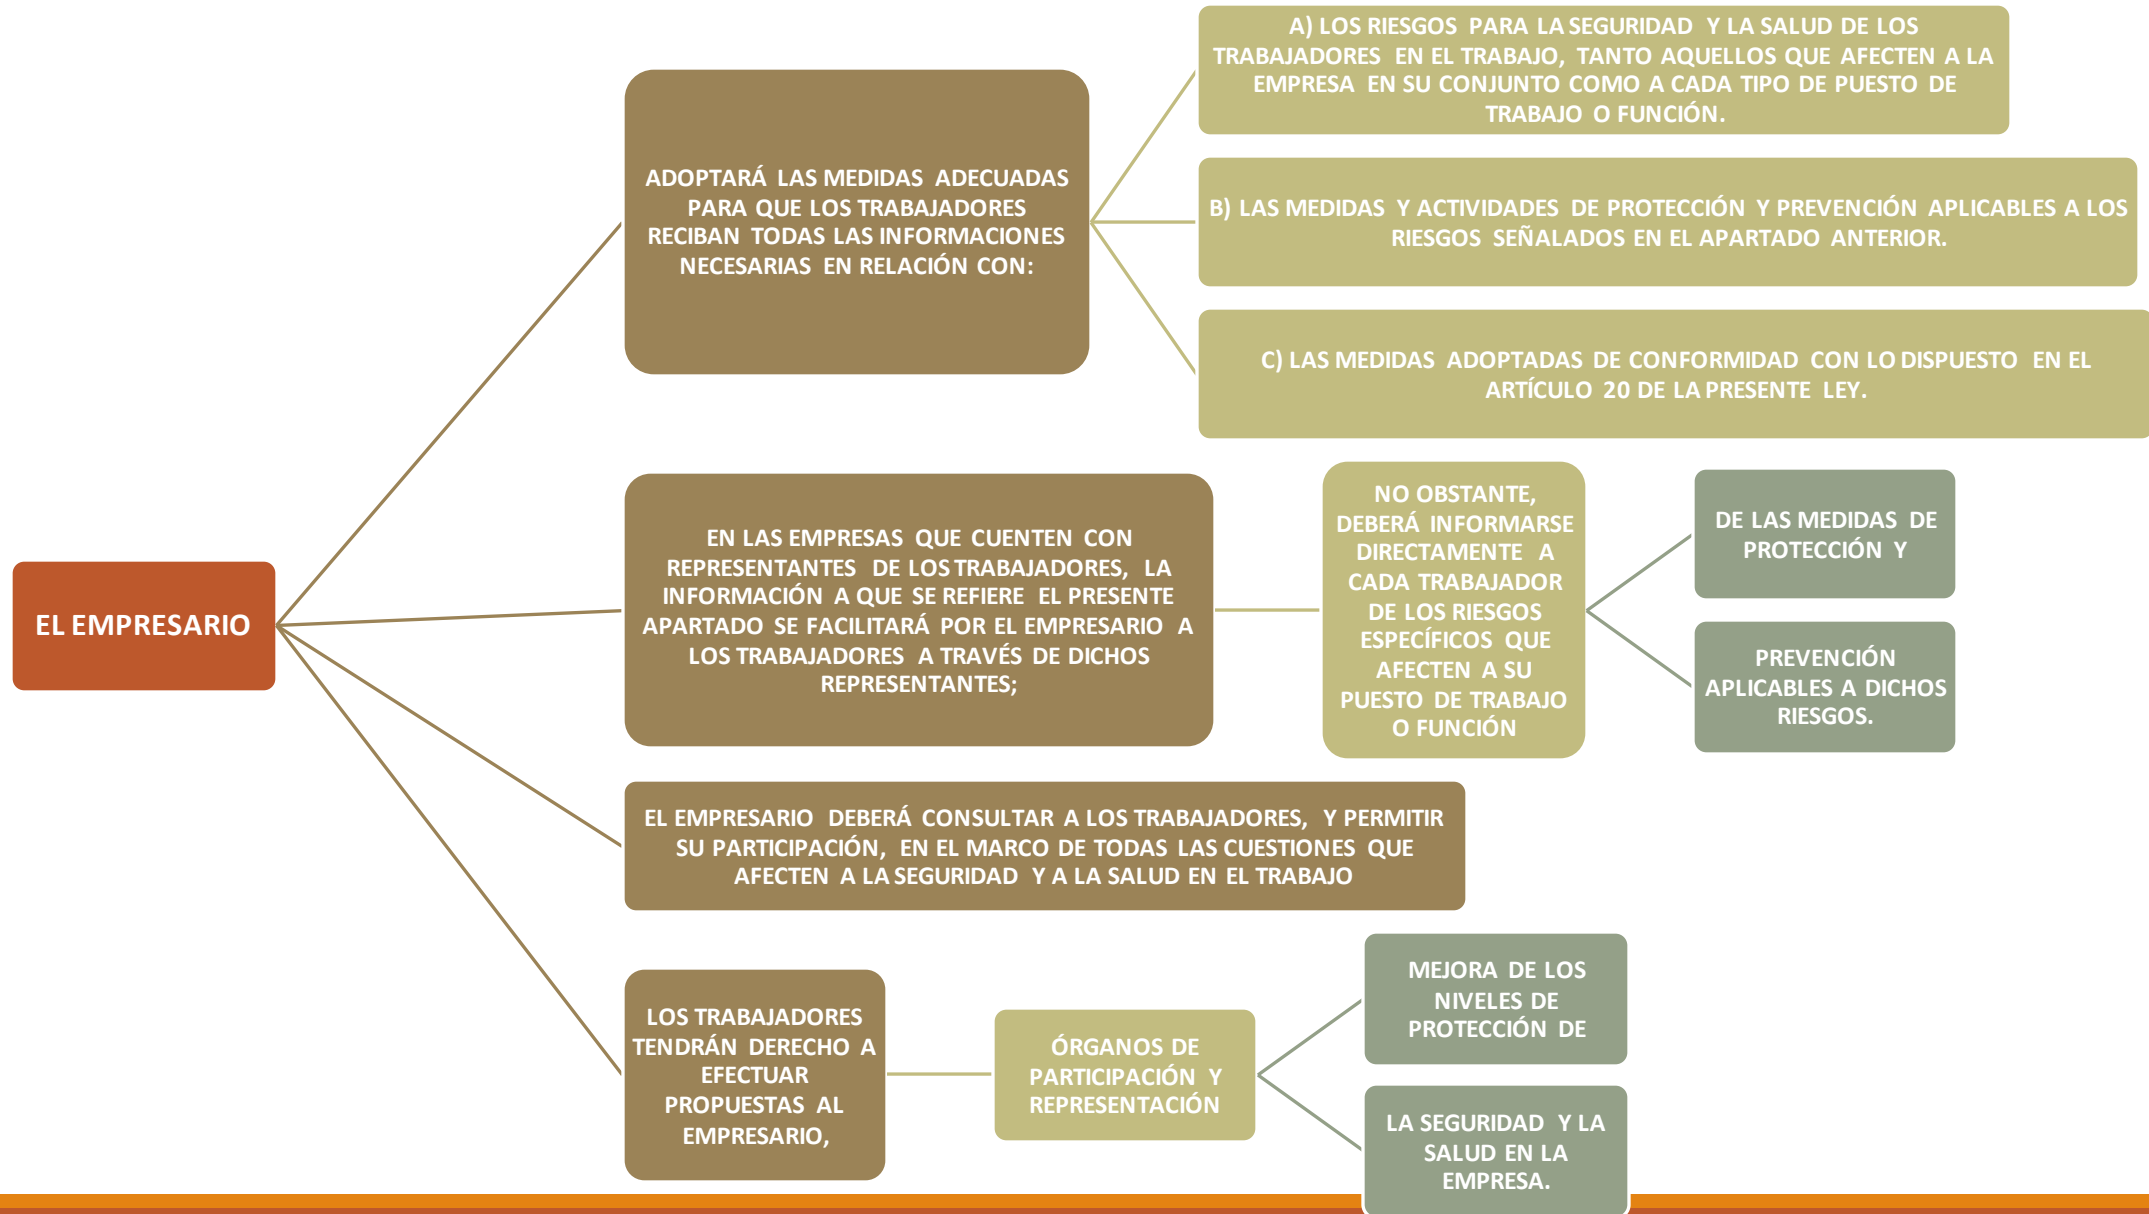 EL EMPRESARIO
ADOPTARÁ LAS MEDIDAS ADECUADAS
PARA QUE LOS TRABAJADORES
RECIBAN TODAS LAS INFORMACIONES
NECESARIAS EN RELACIÓN CON:
A) LOS RIESGOS PARA LA SEGURIDAD Y LA SALUD DE LOS
TRABAJADORES EN EL TRABAJO, TANTO AQUELLOS QUE AFECTEN A LA
EMPRESA EN SU CONJUNTO COMO A CADA TIPO DE PUESTO DE
TRABAJO O FUNCIÓN.
B) LAS MEDIDAS Y ACTIVIDADES DE PROTECCIÓN Y PREVENCIÓN APLICABLES A LOS
RIESGOS SEÑALADOS EN EL APARTADO ANTERIOR.
C) LAS MEDIDAS ADOPTADAS DE CONFORMIDAD CON LO DISPUESTO EN EL
ARTÍCULO 20 DE LA PRESENTE LEY.
EN LAS EMPRESAS QUE CUENTEN CON
REPRESENTANTES DE LOS TRABAJADORES, LA
INFORMACIÓN A QUE SE REFIERE EL PRESENTE
APARTADO SE FACILITARÁ POR EL EMPRESARIO A
LOS TRABAJADORES A TRAVÉS DE DICHOS
REPRESENTANTES;
NO OBSTANTE,
DEBERÁ INFORMARSE
DIRECTAMENTE A
CADA TRABAJADOR
DE LOS RIESGOS
ESPECÍFICOS QUE
AFECTEN A SU
PUESTO DE TRABAJO
O FUNCIÓN
DE LAS MEDIDAS DE
PROTECCIÓN Y
PREVENCIÓN
APLICABLES A DICHOS
RIESGOS.
EL EMPRESARIO DEBERÁ CONSULTAR A LOS TRABAJADORES, Y PERMITIR
SU PARTICIPACIÓN, EN EL MARCO DE TODAS LAS CUESTIONES QUE
AFECTEN A LA SEGURIDAD Y A LA SALUD EN EL TRABAJO
LOS TRABAJADORES
TENDRÁN DERECHO A
EFECTUAR
PROPUESTAS AL
EMPRESARIO,
ÓRGANOS DE
PARTICIPACIÓN Y
REPRESENTACIÓN
MEJORA DE LOS
NIVELES DE
PROTECCIÓN DE
LA SEGURIDAD Y LA
SALUD EN LA
EMPRESA.